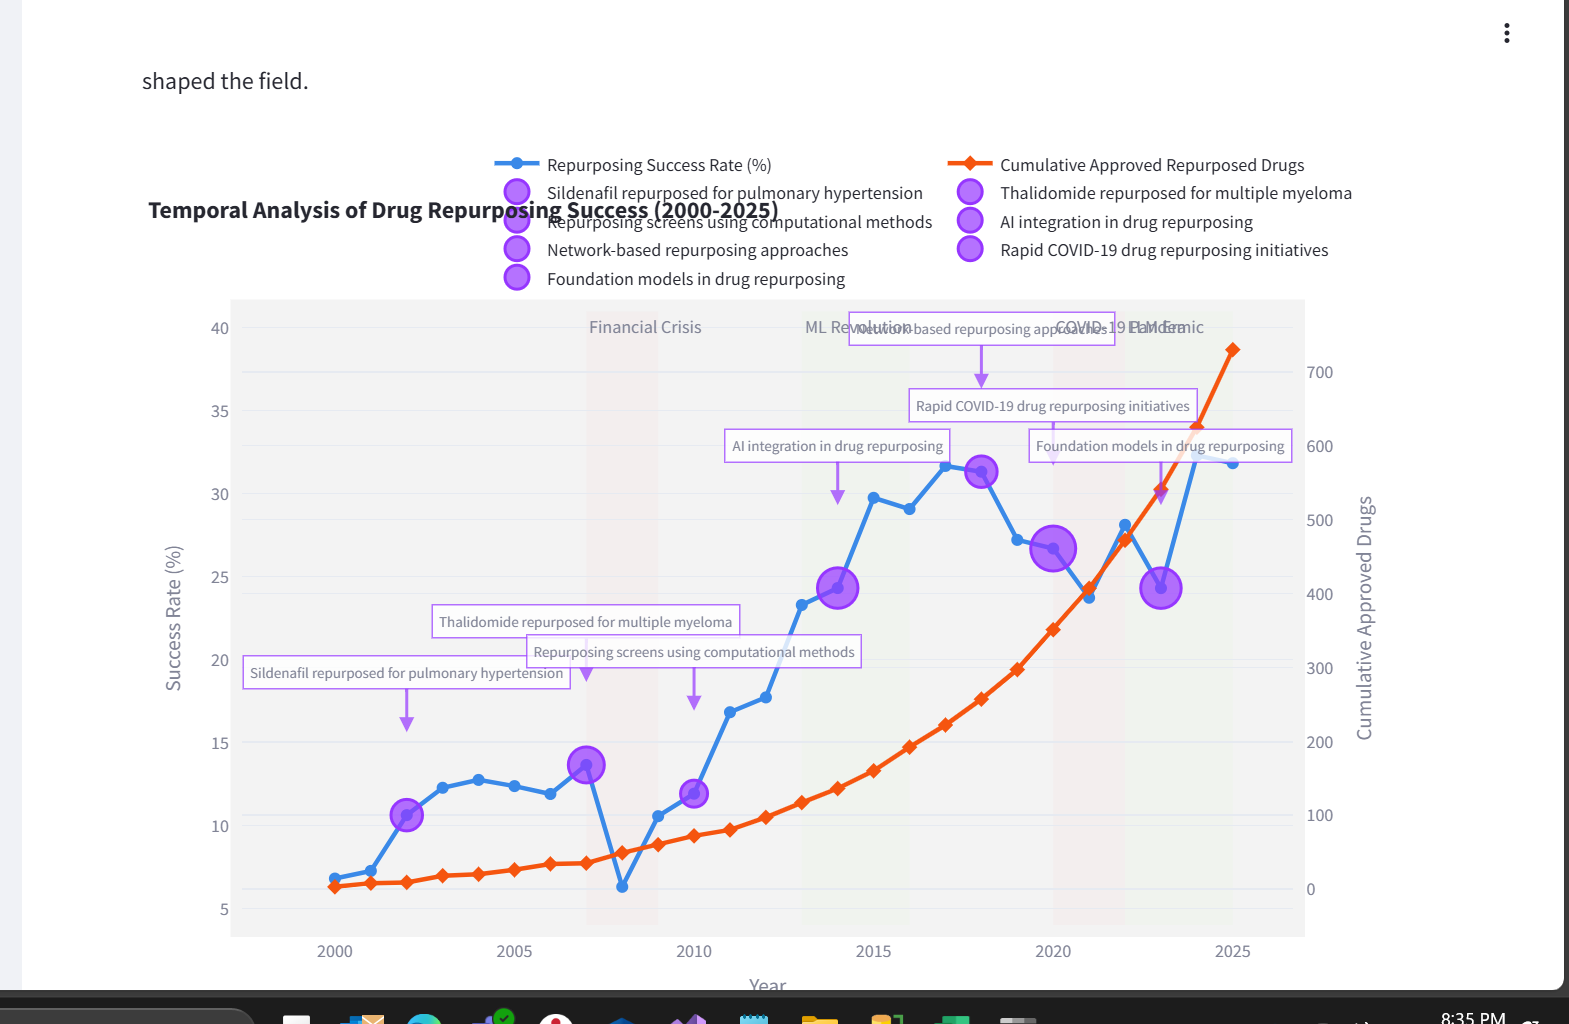 shaped the field.
Repurposing Success Rate (%)
Cumulative Approved Repurposed Drugs
Sildenafil repurposed for pulmonary hypertension
Thalidomide repurposed for multiple myeloma
Temporal Analysis of Drug Repurposing Success (2000-2025)
Repurposing screens using computational methods
AI integration in drug repurposing
Network-based repurposing approaches
Rapid COVID-19 drug repurposing initiatives
Foundation models in drug repurposing
Financial Crisis
ML Revolution
COVID-19 Pandemic
LLM Era
Network-based repurposing approaches
Rapid COVID-19 drug repurposing initiatives
AI integration in drug repurposing
Foundation models in drug repurposing
Thalidomide repurposed for multiple myeloma
Repurposing screens using computational methods
Sildenafil repurposed for pulmonary hypertension
40
35
30
25
20
15
10
5
Success Rate (%)
700
600
500
400
300
200
100
0
Cumulative Approved Drugs
2000 2005 2010 2015 2020 2025
Year
8:35 PM